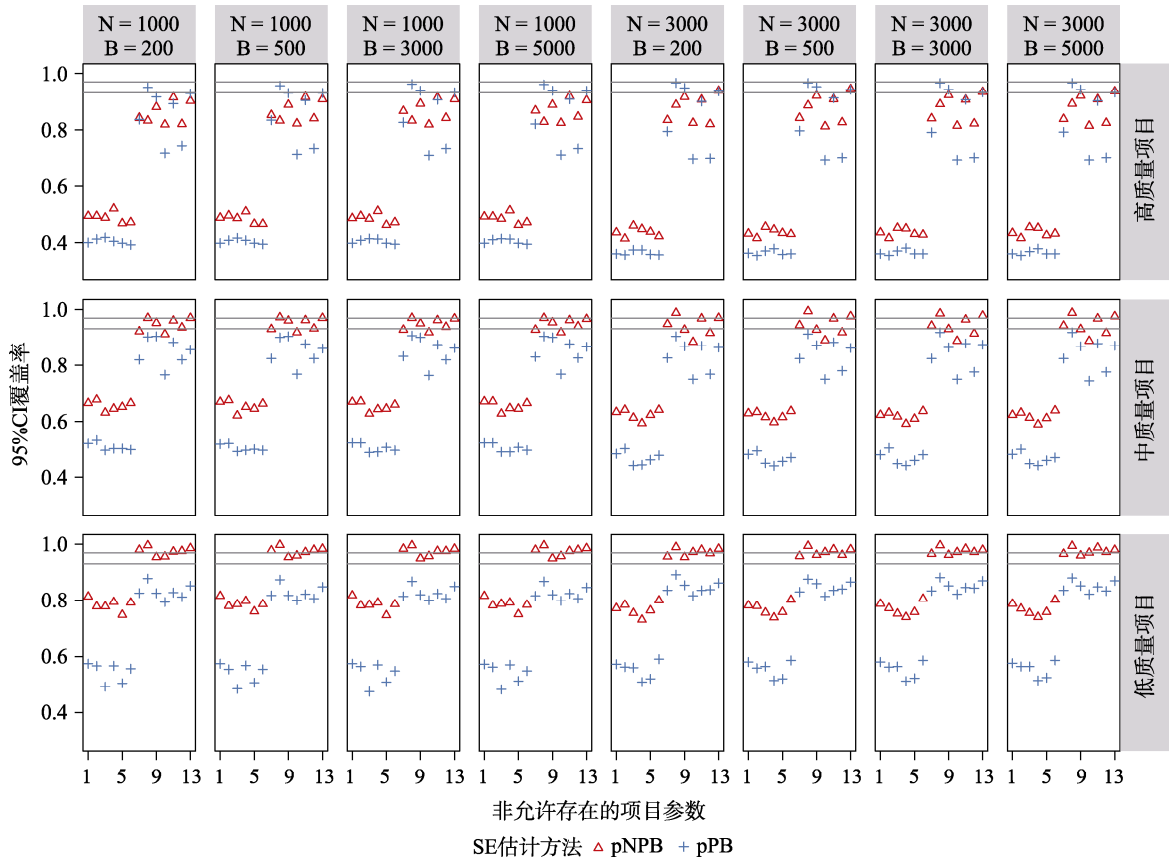 N = 1000
B = 200
N = 1000
B = 500
N = 1000
B = 3000
N = 1000
B = 5000
N = 3000
B = 200
N = 3000
B = 500
N = 3000
B = 3000
N = 3000
B = 5000
1.0
0.8
0.6
0.4
高质量项目
1.0
0.8
0.6
0.4
中质量项目
95%CI覆盖率
1.0
0.8
0.6
0.4
低质量项目
1 5 9 13
1 5 9 13
1 5 9 13
1 5 9 13
1 5 9 13
1 5 9 13
1 5 9 13
1 5 9 13
非允许存在的项目参数
SE估计方法 △ pNPB + pPB